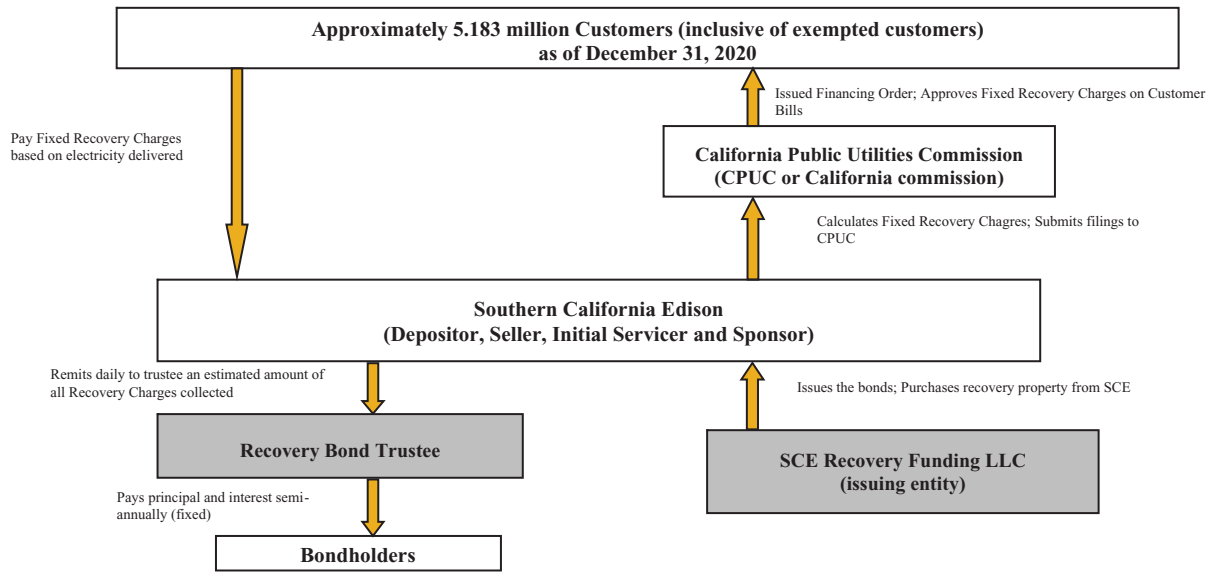 Approximately 5.183 million Customers (inclusive of exempted customers)
as of December 31, 2020
Issued Financing Order; Approves Fixed Recovery Charges on Customer
Bills
Pay Fixed Recovery Charges
based on electricity delivered
California Public Utilities Commission
(CPUC or California commission)
Calculates Fixed Recovery Chagres; Submits filings to
CPUC
Southern California Edison
(Depositor, Seller, Initial Servicer and Sponsor)
Remits daily to trustee an estimated amount of
all Recovery Charges collected
Issues the bonds; Purchases recovery property from SCE
Recovery Bond Trustee
SCE Recovery Funding LLC
(issuing entity)
Pays principal and interest semi-
annually (fixed)
Bondholders